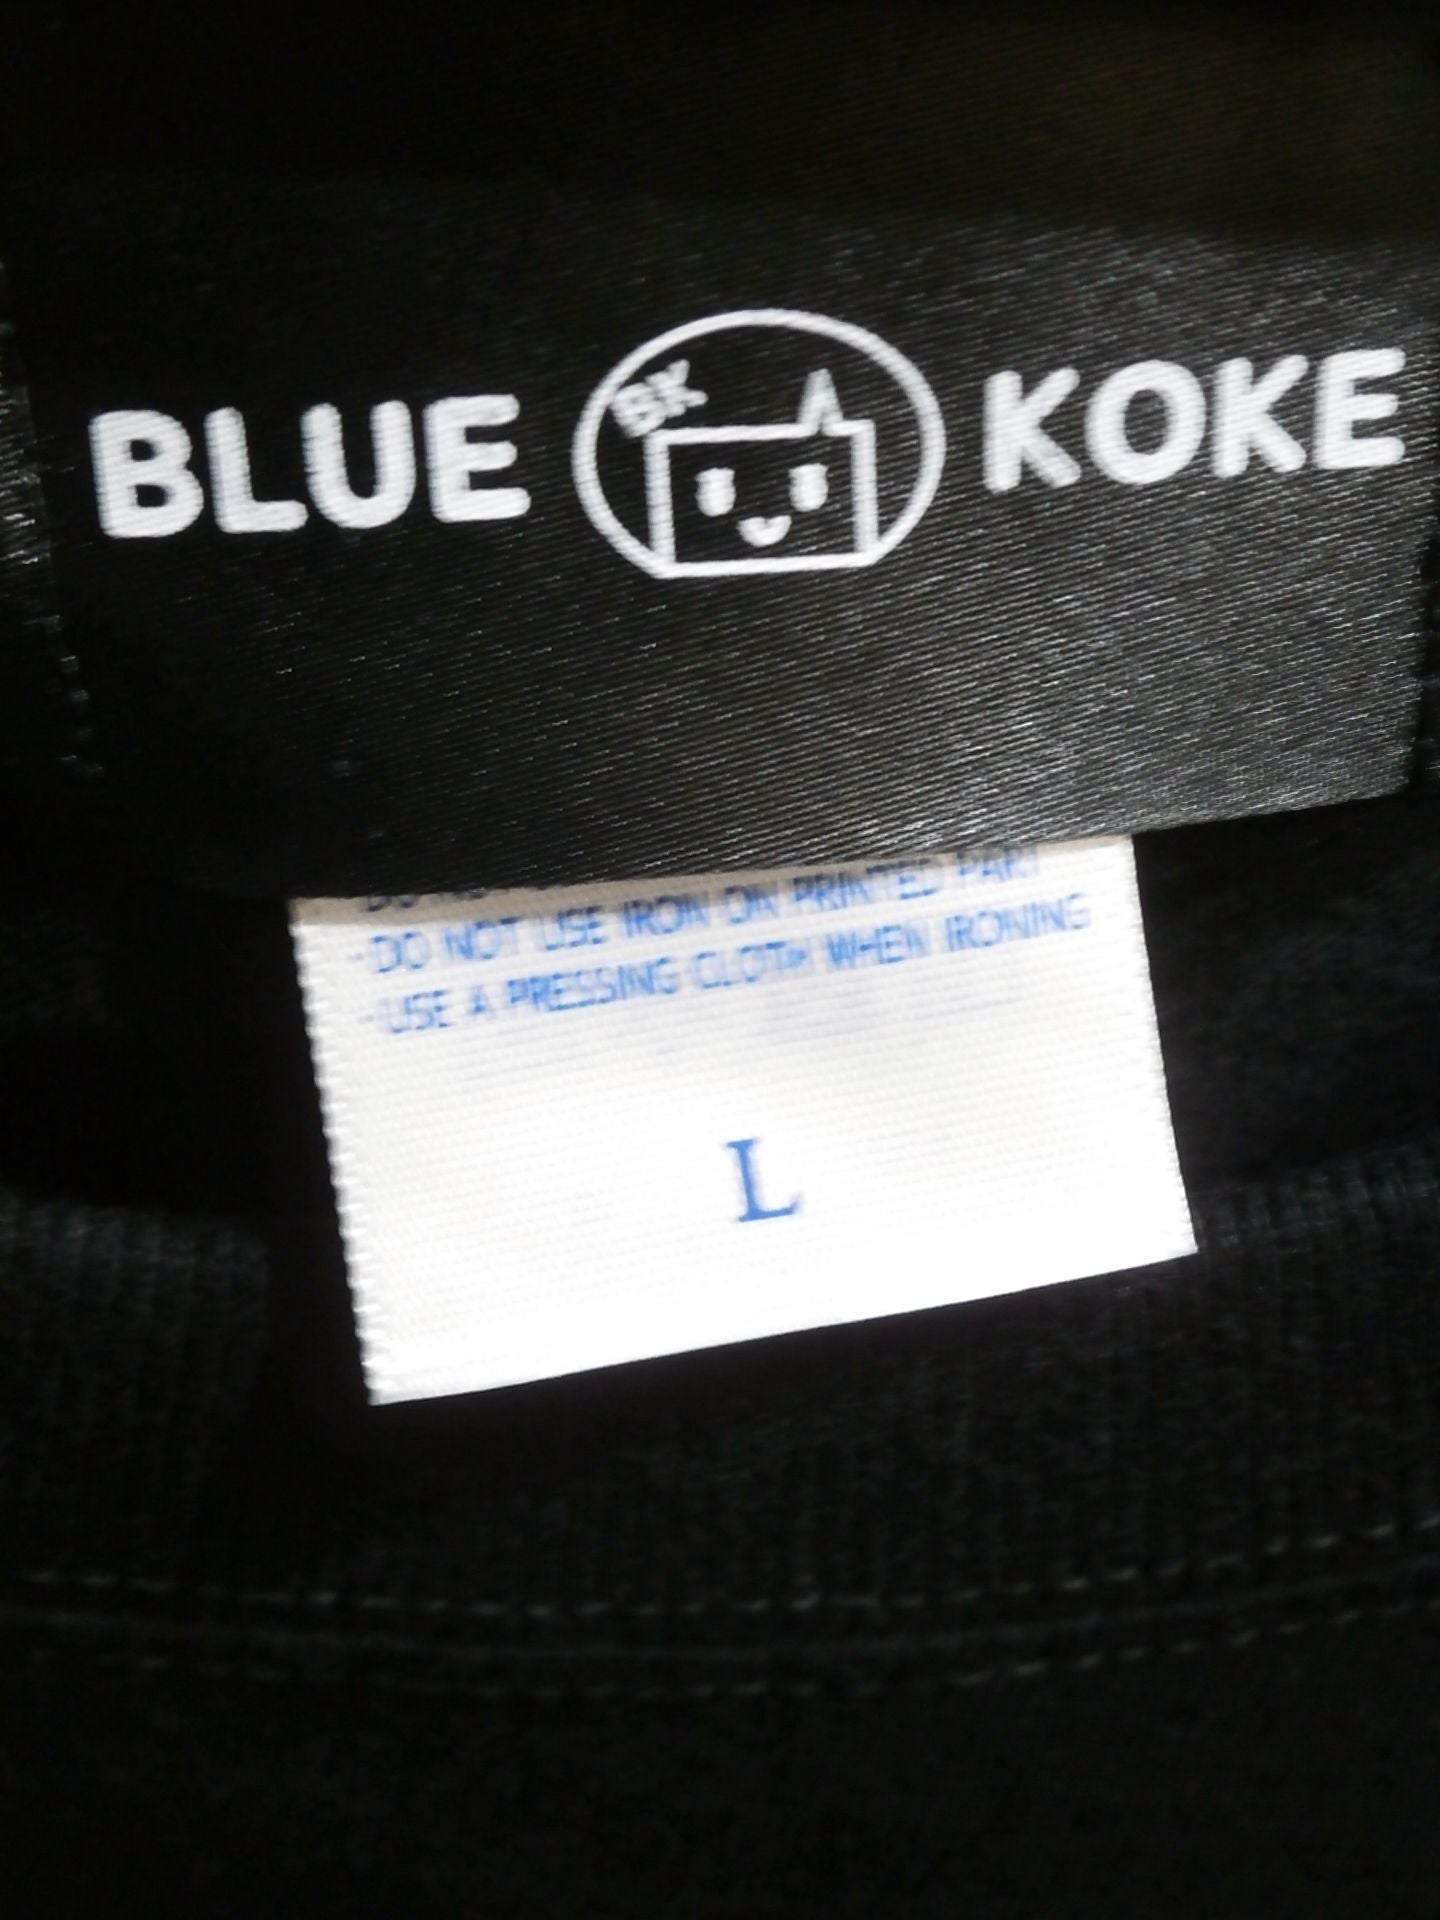 BLUE BK KOKE
-DO NOT USE IRON ON PRINTED PART
-USE A PRESSING CLOTH WHEN IRONING
L